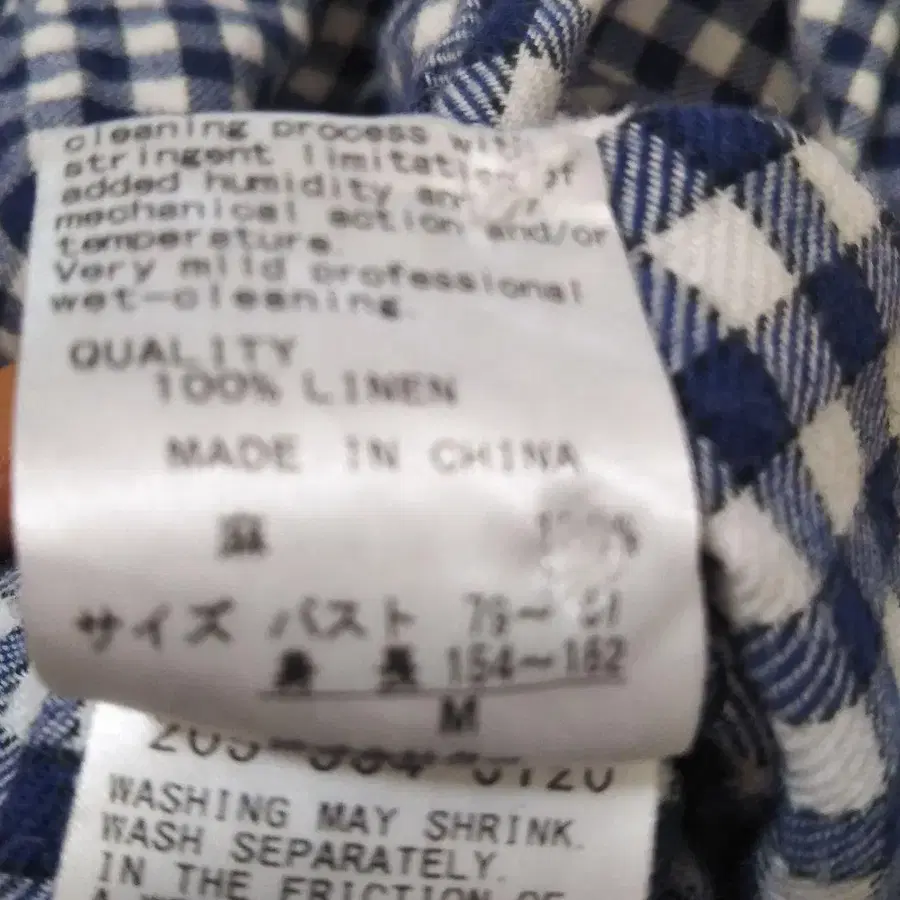 cleaning process with
stringent limitation of
added humidity and/or
mechanical action and/or
temperature.
Very mild professional
wet-cleaning.
QUALITY
100% LINEN
MADE IN CHINA
麻
サイズ バスト 79~
身長 154~162
M
WASHING MAY SHRINK.
WASH SEPARATELY.
IN THE FRICTION OF